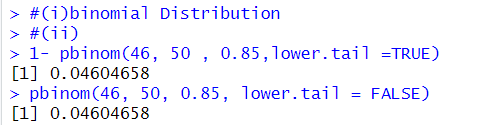 > #(i)binomial Distribution
> #(ii)
> 1- pbinom(46, 50 , 0.85,lower.tail =TRUE)
[1] 0.04604658
> pbinom(46, 50, 0.85, lower.tail = FALSE)
[1] 0.04604658